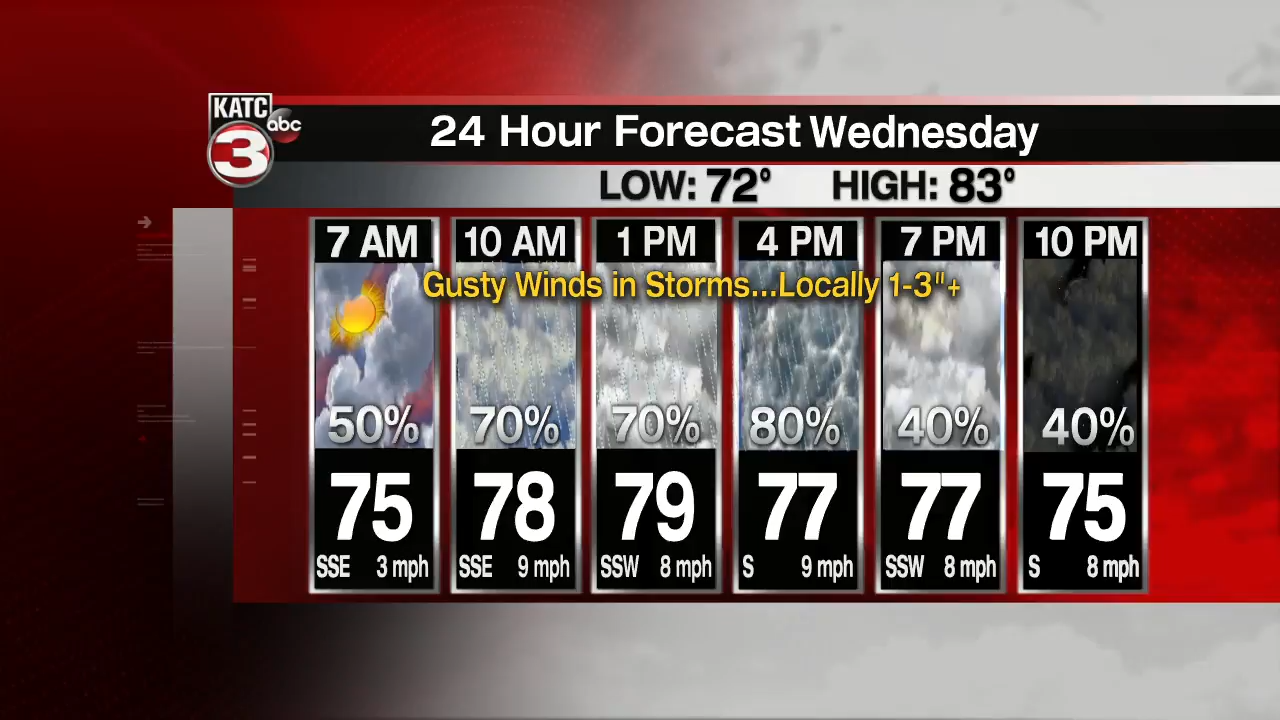 KATC
abc
3
24 Hour Forecast Wednesday
LOW: 72° HIGH: 83°
7 AM 10 AM 1 PM 4 PM 7 PM 10 PM
Gusty Winds in Storms...Locally 1-3"+
50% 70% 70% 80% 40% 40%
75 78 79 77 77 75
SSE 3 mph SSE 9 mph SSW 8 mph S 9 mph SSW 8 mph S 8 mph